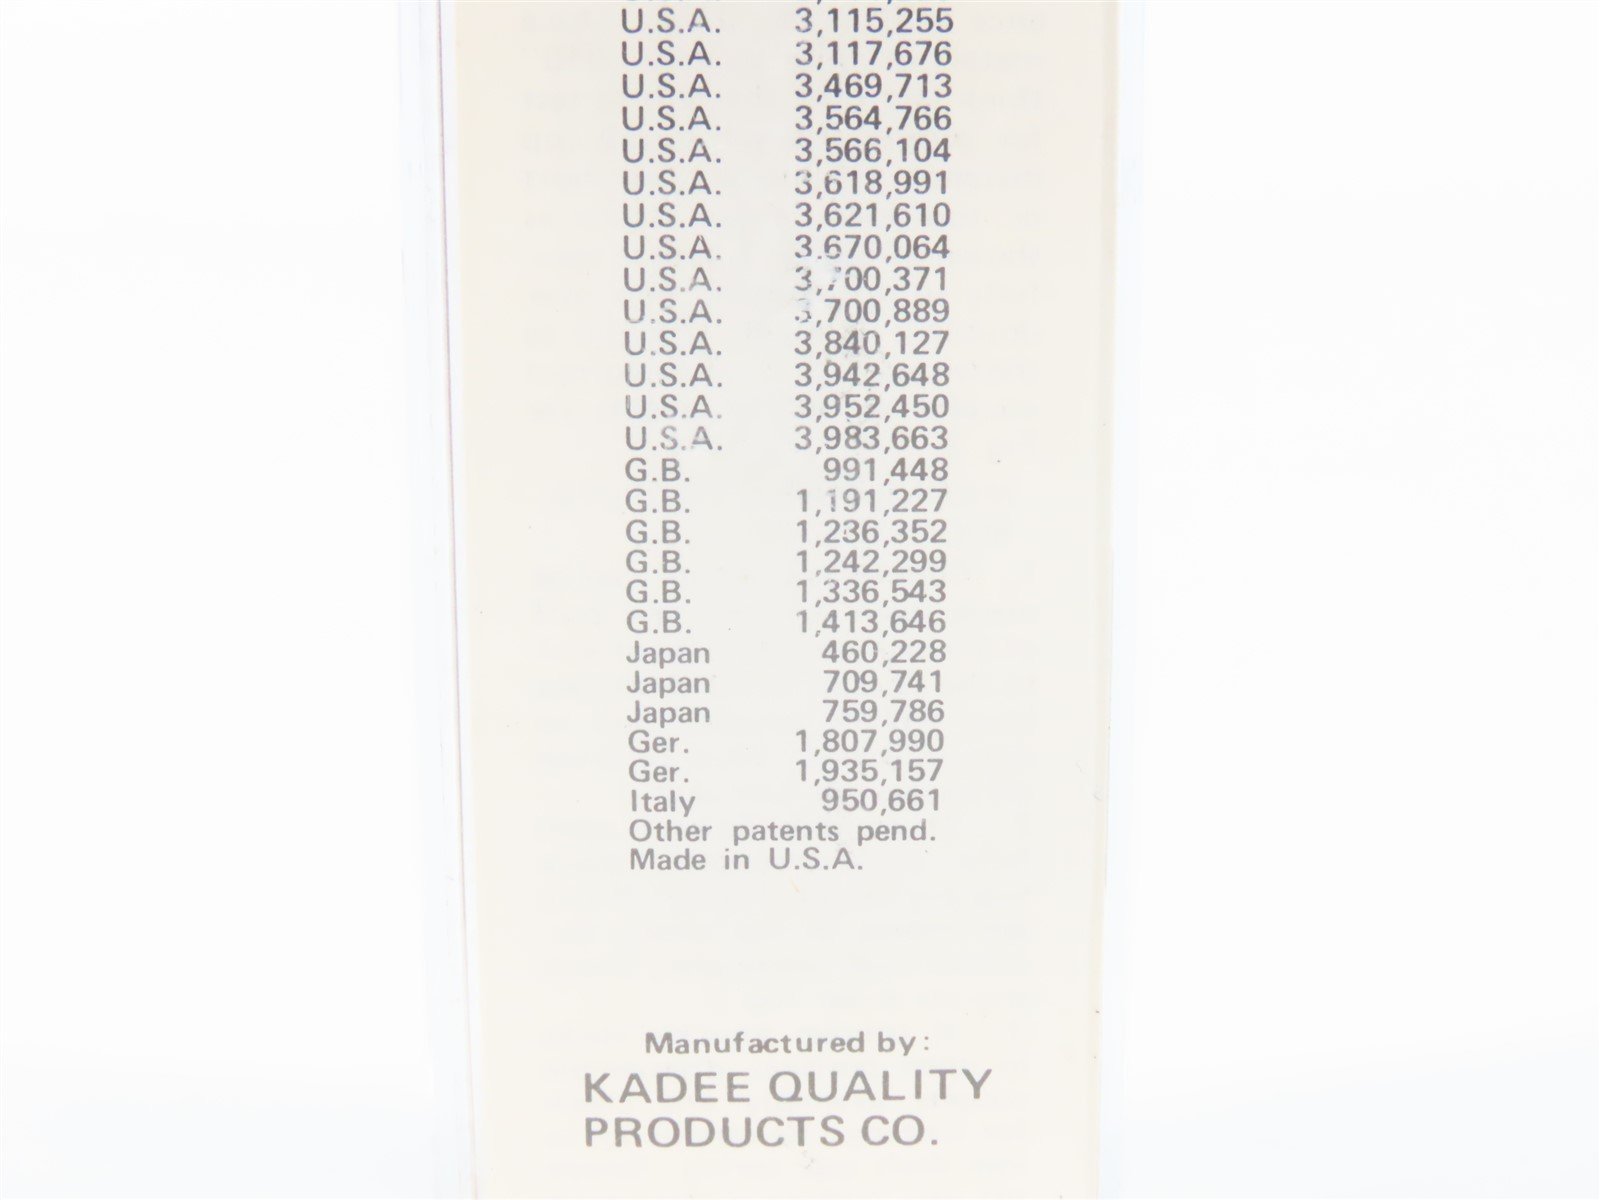 U.S.A. 3,115,255
U.S.A. 3,117,676
U.S.A. 3,469,713
U.S.A. 3,564,766
U.S.A. 3,566,104
U.S.A. 3,618,991
U.S.A. 3,621,610
U.S.A. 3,670,064
U.S.A. 3,700,371
U.S.A. 3,700,889
U.S.A. 3,840,127
U.S.A. 3,942,648
U.S.A. 3,952,450
U.S.A. 3,983,663
G.B. 991,448
G.B. 1,191,227
G.B. 1,236,352
G.B. 1,242,299
G.B. 1,336,543
G.B. 1,413,646
Japan 460,228
Japan 709,741
Japan 759,786
Ger. 1,807,990
Ger. 1,935,157
Italy 950,661
Other patents pend.
Made in U.S.A.
Manufactured by:
KADEE QUALITY
PRODUCTS CO.